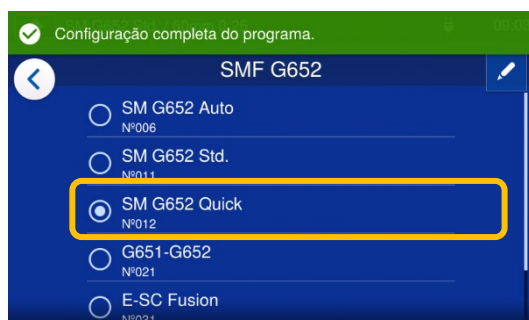 Configuração completa do programa.
SMF G652
SM G652 Auto
Nº006
SM G652 Std.
Nº011
SM G652 Quick
Nº012
G651-G652
Nº021
E-SC Fusion
Nº031